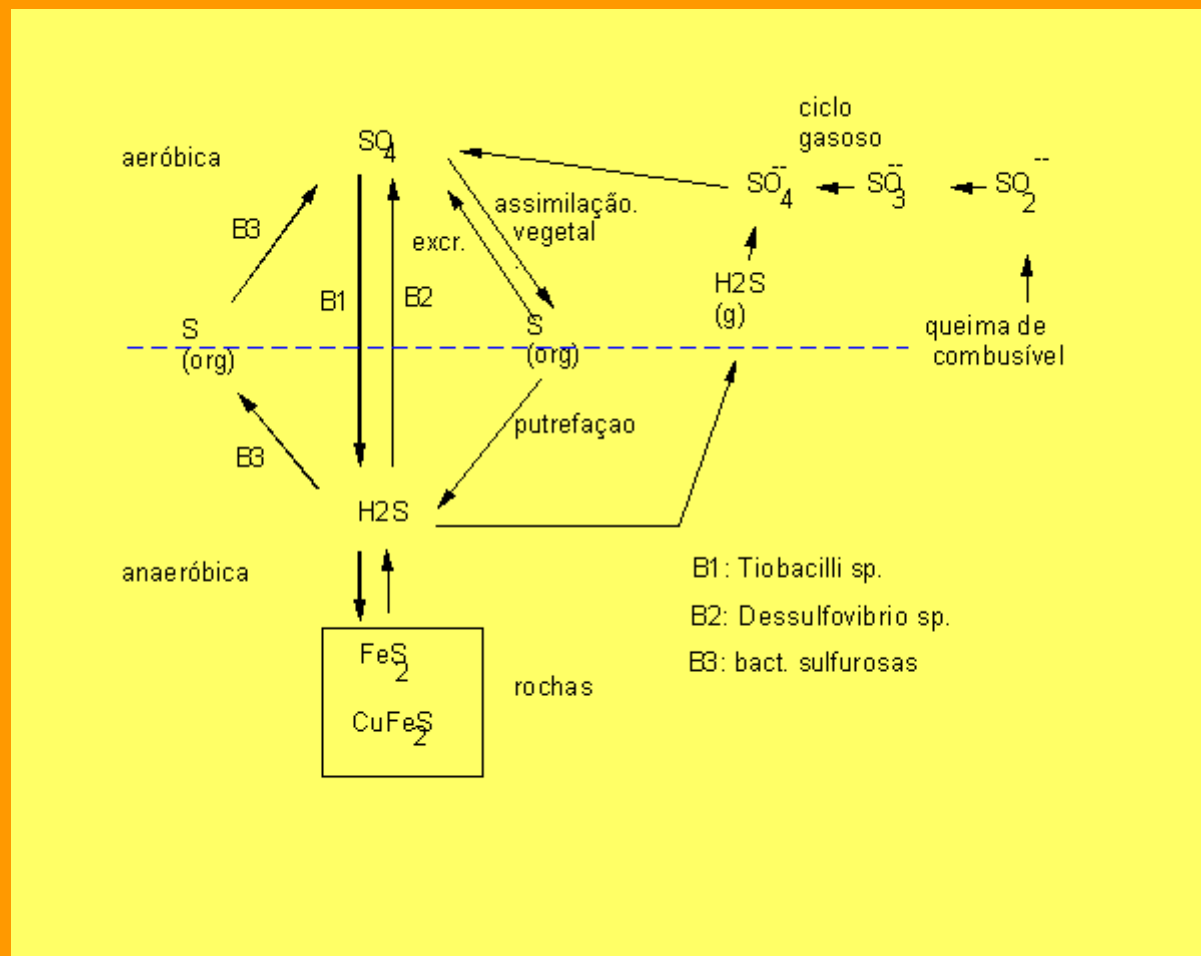 ciclo
gasoso
aeróbica
SO4
SO4--
SO3--
SO2--
assimilação.
vegetal
B3
excr.
B1
B2
H2S
(g)
S
(org)
S
(org)
queima de
combusível
putrefaçao
B3
H2S
anaeróbica
B1: Tiobacilli sp.
B2: Dessulfovibrio sp.
B3: bact. sulfurosas
FeS2
rochas
CuFeS2